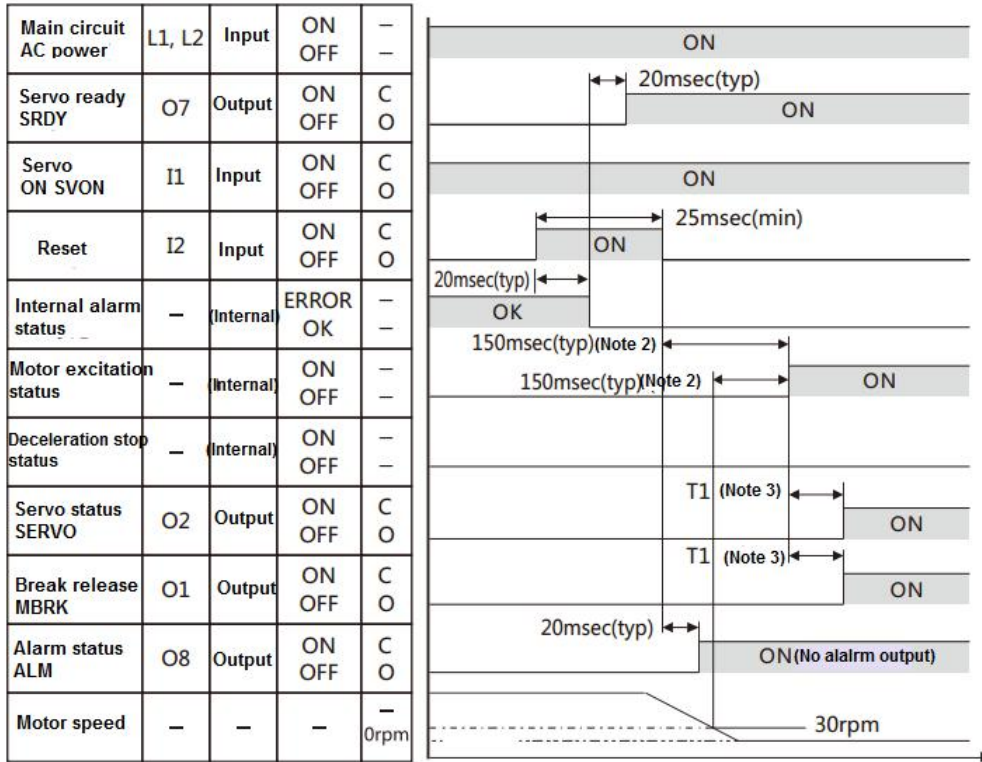 Main circuit
AC power
L1, L2
Input
ON
OFF
–
–
ON
20msec(typ)
Servo ready
SRDY
O7
Output
ON
OFF
C
O
ON
Servo
ON SVON
I1
Input
ON
OFF
C
O
ON
25msec(min)
Reset
I2
Input
ON
OFF
C
O
ON
20msec(typ)
Internal alarm
status
–
(Internal)
ERROR
OK
–
–
OK
150msec(typ)(Note 2)
Motor excitation
status
–
(Internal)
ON
OFF
–
–
150msec(typ)(Note 2)
ON
Deceleration stop
status
–
(Internal)
ON
OFF
–
–
T1 (Note 3)
Servo status
SERVO
O2
Output
ON
OFF
C
O
ON
T1 (Note 3)
Break release
MBRK
O1
Output
ON
OFF
C
O
ON
20msec(typ)
Alarm status
ALM
O8
Output
ON
OFF
C
O
ON(No alalrm output)
Motor speed
–
–
–
–
0rpm
30rpm